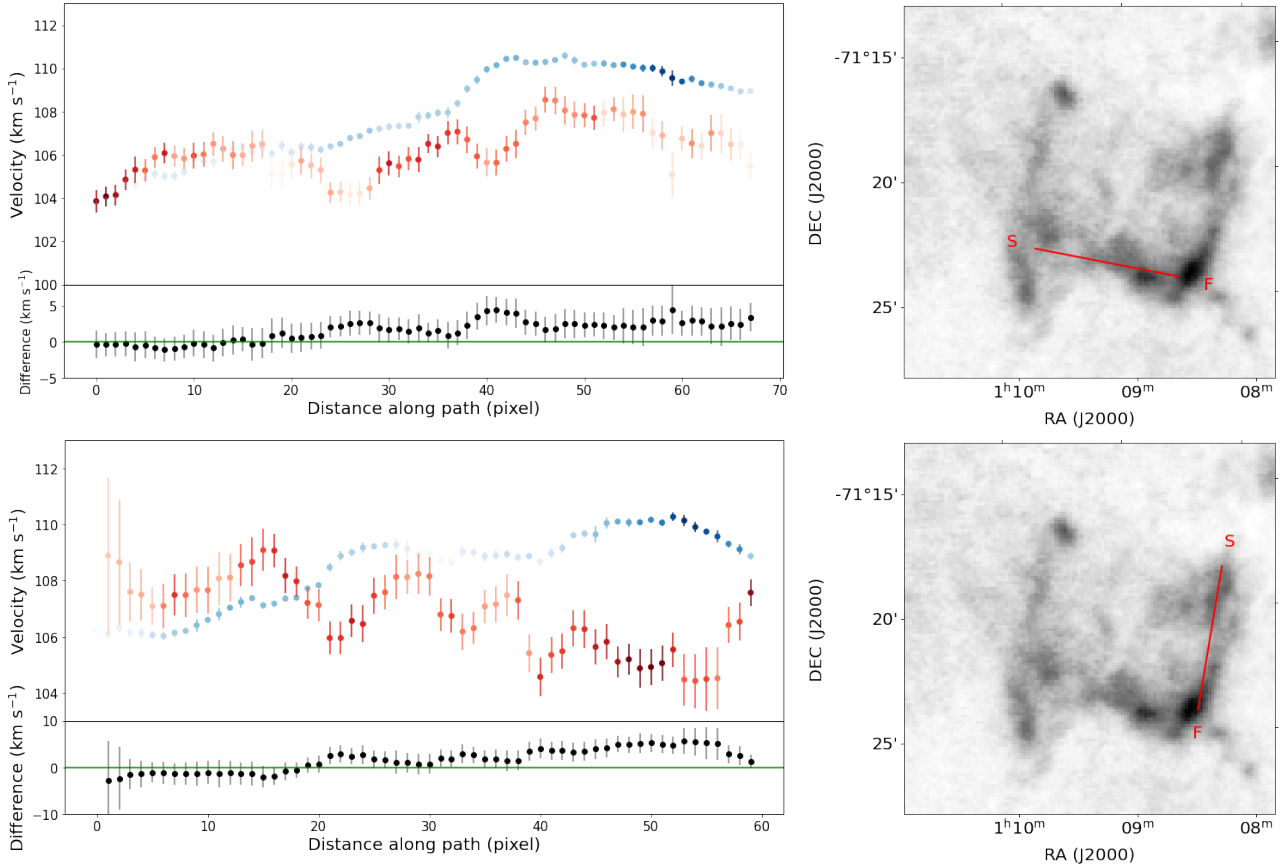 112
110
108
106
104
102
100
Velocity (km s⁻¹)
5
0
−5
Difference (km s⁻¹)
0
10
20
30
40
50
60
70
Distance along path (pixel)
S
F
-71°15'
20'
25'
DEC (J2000)
1ʰ10ᵐ
09ᵐ
08ᵐ
RA (J2000)
112
110
108
106
104
Velocity (km s⁻¹)
10
0
−10
Difference (km s⁻¹)
0
10
20
30
40
50
60
Distance along path (pixel)
S
F
-71°15'
20'
25'
DEC (J2000)
1ʰ10ᵐ
09ᵐ
08ᵐ
RA (J2000)